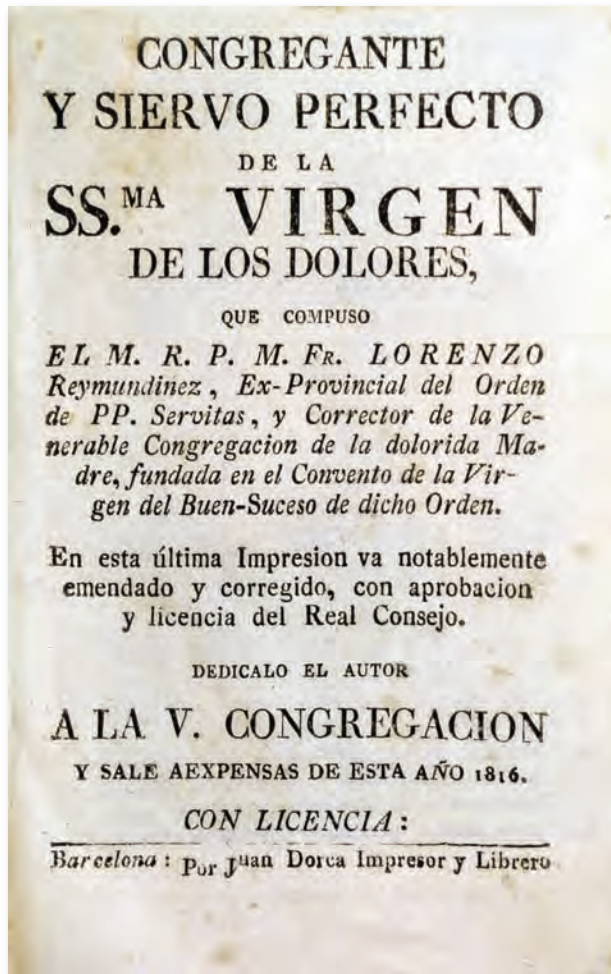 CONGREGANTE
Y SIERVO PERFECTO
DE LA
SS.MA VIRGEN
DE LOS DOLORES,
QUE COMPUSO
EL M. R. P. M. FR. LORENZO
Reymundinez, Ex-Provincial del Orden
de PP. Servitas, y Corrector de la Ve-
nerable Congregacion de la dolorida Ma-
dre, fundada en el Convento de la Vir-
gen del Buen-Suceso de dicho Orden.
En esta última Impresion va notablemente
emendado y corregido, con aprobacion
y licencia del Real Consejo.
DEDICALO EL AUTOR
A LA V. CONGREGACION
Y SALE AEXPENSAS DE ESTA AÑO 1816.
CON LICENCIA:
Barcelona: por Juan Dorca Impresor y Librero